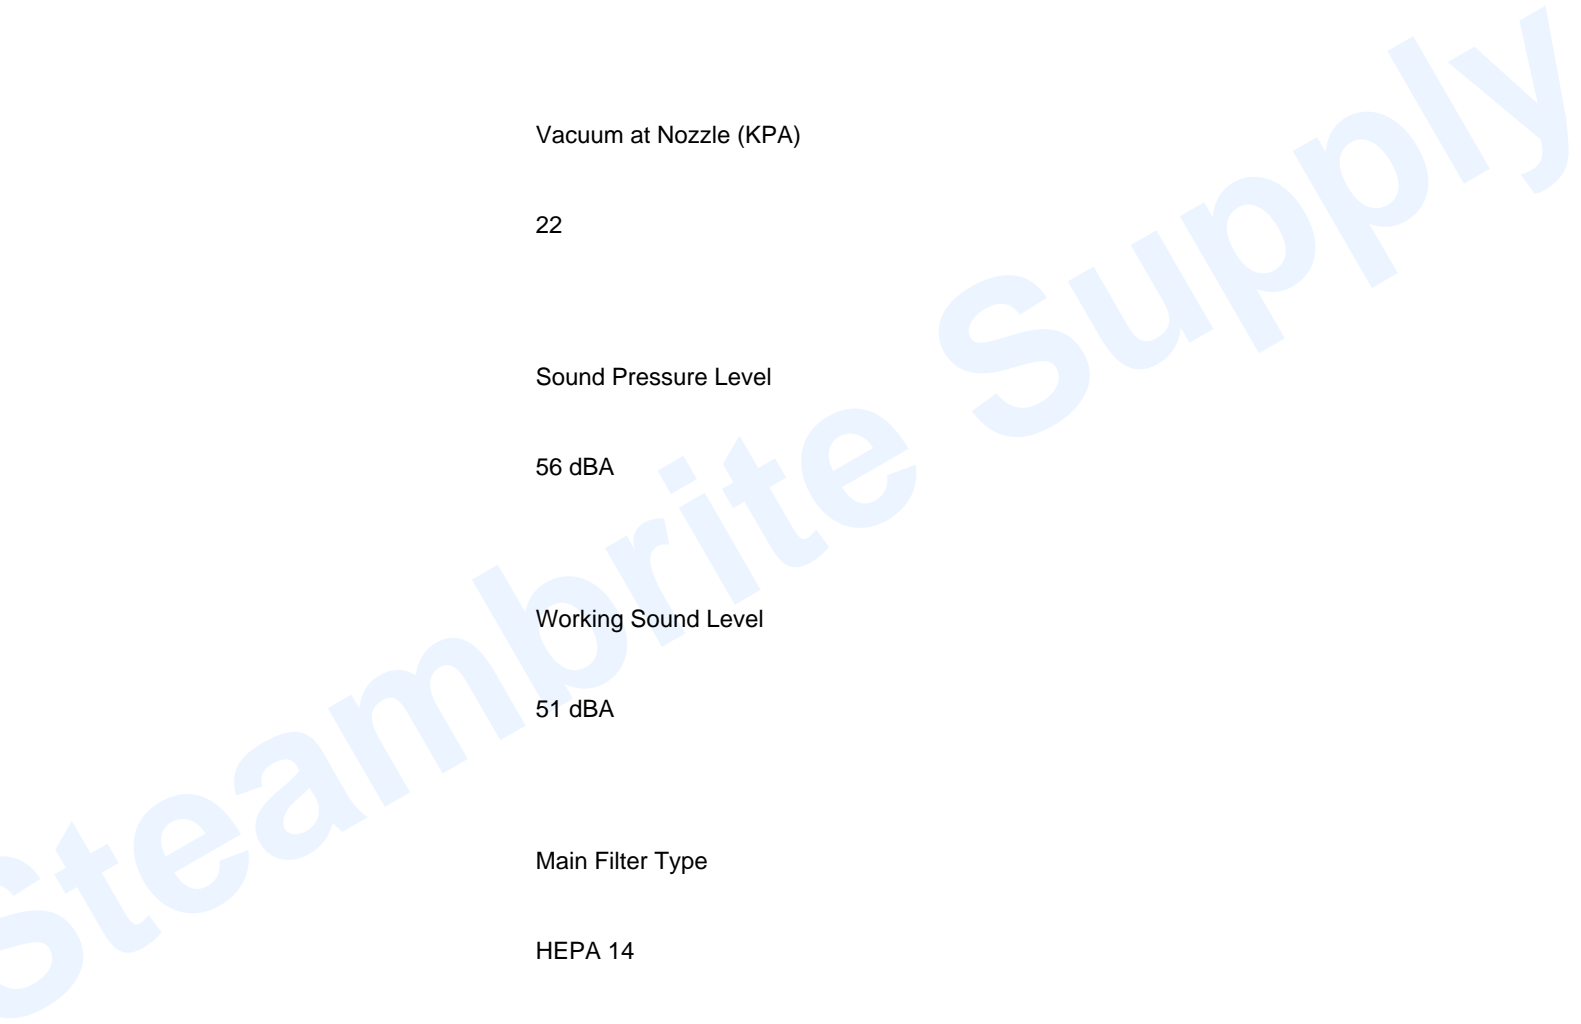 Vacuum at Nozzle (KPA)
22
Sound Pressure Level
56 dBA
Working Sound Level
51 dBA
Main Filter Type
HEPA 14
Steambrite Supply